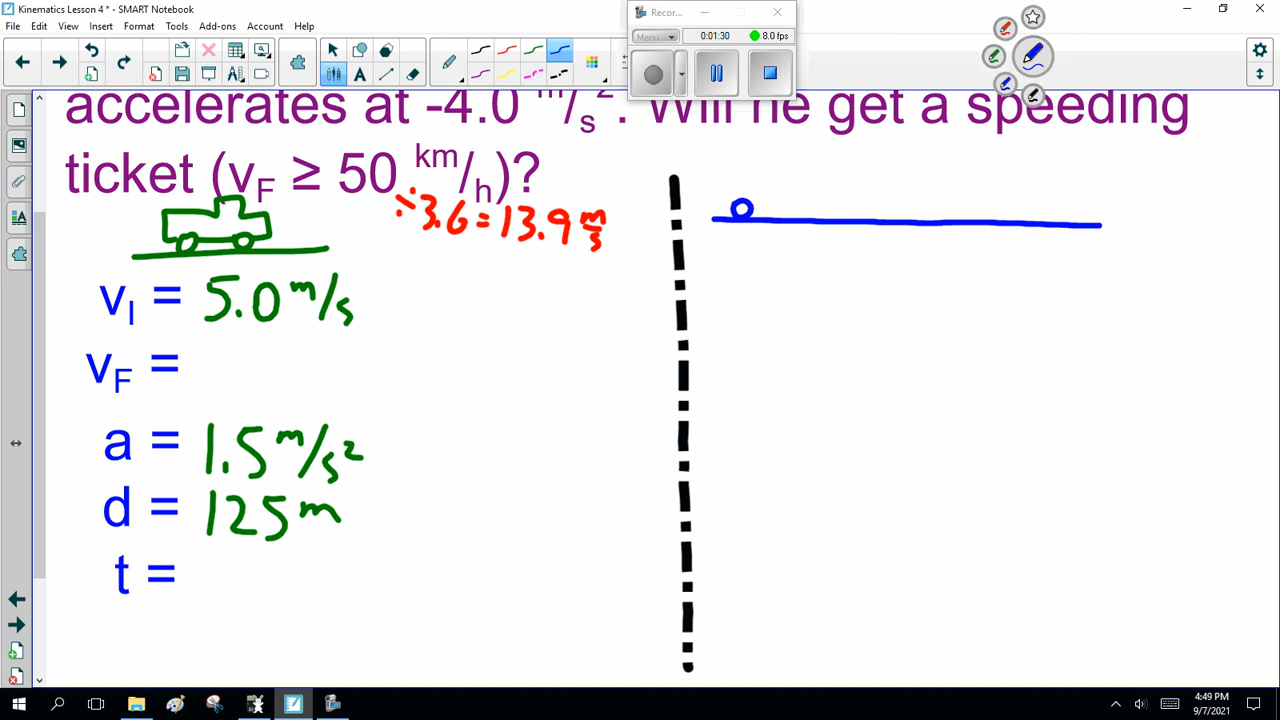 Kinematics Lesson 4 * - SMART Notebook
File Edit View Insert Format Tools Add-ons Account Help
Recor...
Menu 0:01:30 8.0 fps
accelerates at -4.0 m/s². Will he get a speeding
ticket (vF ≥ 50 km/h)?
÷3.6=13.9 m/s
vI = 5.0 m/s
vF =
a = 1.5 m/s²
d = 125 m
t =
4:49 PM
9/7/2021